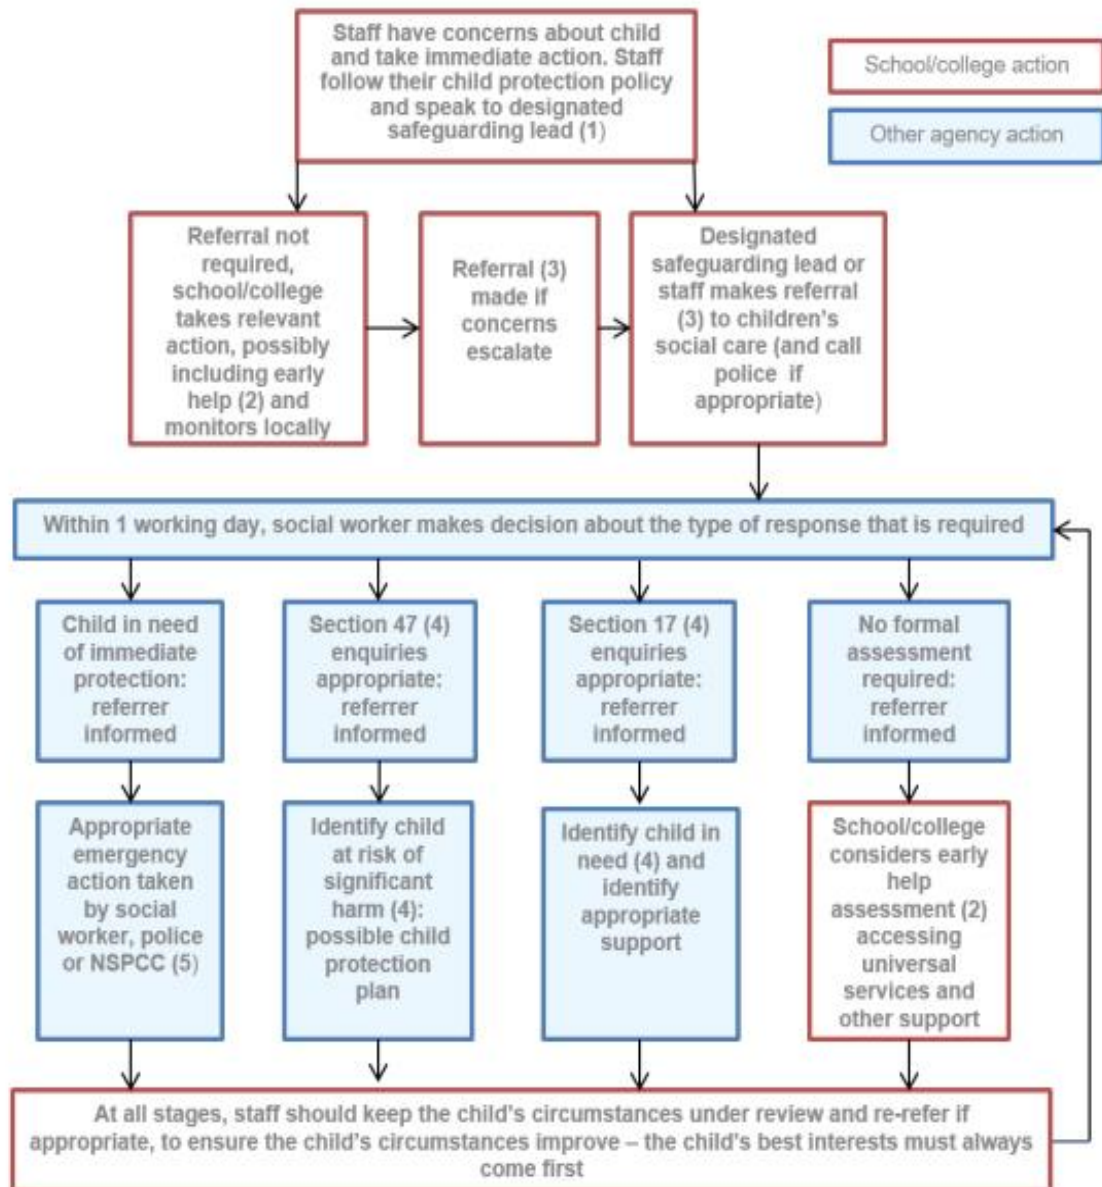 Staff have concerns about child
and take immediate action. Staff
follow their child protection policy
and speak to designated
safeguarding lead (1)
School/college action
Other agency action
Referral not
required,
school/college
takes relevant
action, possibly
including early
help (2) and
monitors locally
Referral (3)
made if
concerns
escalate
Designated
safeguarding lead or
staff makes referral
(3) to children's
social care (and call
police if
appropriate)
Within 1 working day, social worker makes decision about the type of response that is required
Child in need
of immediate
protection:
referrer
informed
Section 47 (4)
enquiries
appropriate:
referrer
informed
Section 17 (4)
enquiries
appropriate:
referrer
informed
No formal
assessment
required:
referrer
informed
Appropriate
emergency
action taken
by social
worker, police
or NSPCC (5)
Identify child
at risk of
significant
harm (4):
possible child
protection
plan
Identify child in
need (4) and
identify
appropriate
support
School/college
considers early
help
assessment (2)
accessing
universal
services and
other support
At all stages, staff should keep the child's circumstances under review and re-refer if
appropriate, to ensure the child's circumstances improve – the child's best interests must always
come first